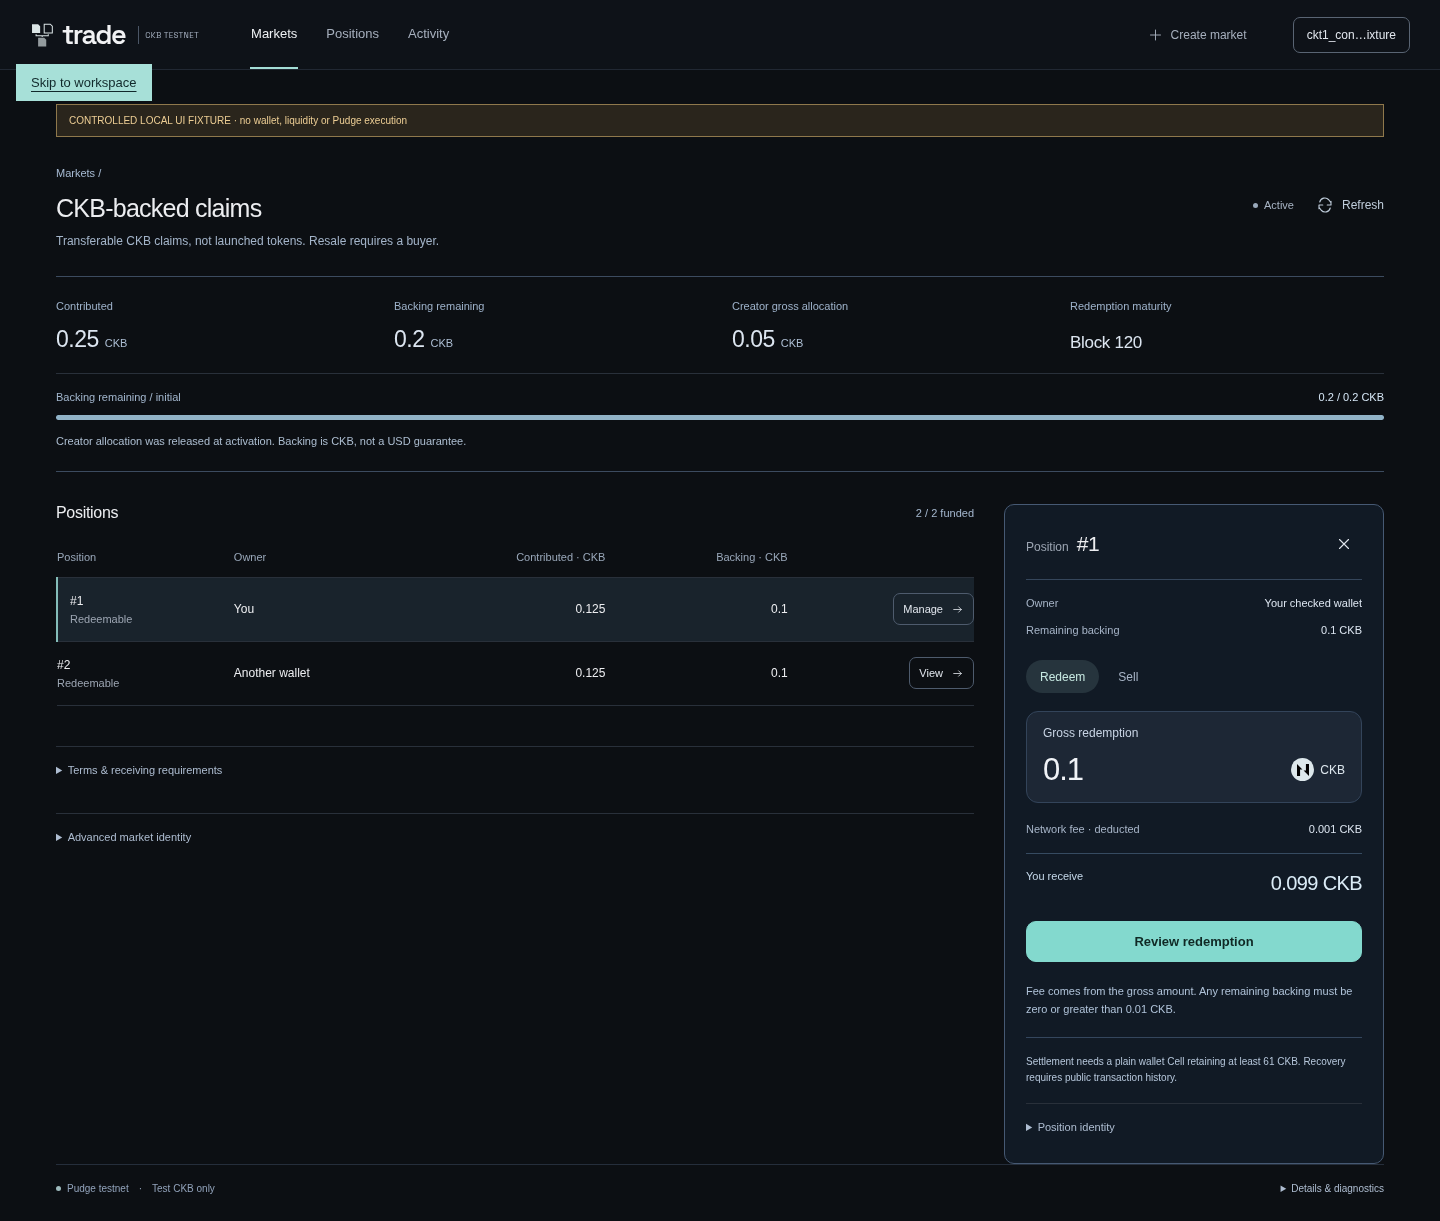 trade
CKB TESTNET
Markets
Positions
Activity
Create market
ckt1_con…ixture
Skip to workspace
CONTROLLED LOCAL UI FIXTURE · no wallet, liquidity or Pudge execution
Markets /
CKB-backed claims
Active
Refresh
Transferable CKB claims, not launched tokens. Resale requires a buyer.
Contributed
Backing remaining
Creator gross allocation
Redemption maturity
0.25 CKB
0.2 CKB
0.05 CKB
Block 120
Backing remaining / initial
0.2 / 0.2 CKB
Creator allocation was released at activation. Backing is CKB, not a USD guarantee.
Positions
2 / 2 funded
Position
Owner
Contributed · CKB
Backing · CKB
#1
Redeemable
You
0.125
0.1
Manage
#2
Redeemable
Another wallet
0.125
0.1
View
Terms & receiving requirements
Advanced market identity
Position #1
Owner
Your checked wallet
Remaining backing
0.1 CKB
Redeem
Sell
Gross redemption
0.1
CKB
Network fee · deducted
0.001 CKB
You receive
0.099 CKB
Review redemption
Fee comes from the gross amount. Any remaining backing must be
zero or greater than 0.01 CKB.
Settlement needs a plain wallet Cell retaining at least 61 CKB. Recovery
requires public transaction history.
Position identity
Pudge testnet · Test CKB only
Details & diagnostics